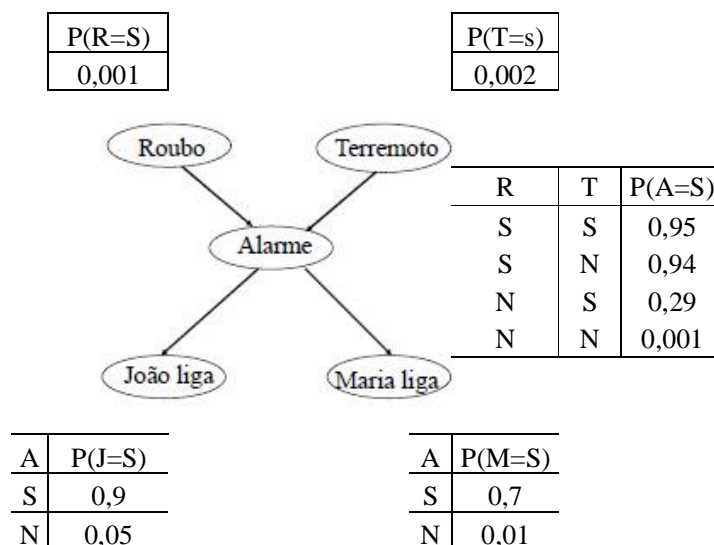 P(R=S) P(T=s)
0,001 0,002
Roubo Terremoto
R T P(A=S)
S S 0,95
Alarme
S N 0,94
N S 0,29
N N 0,001
João liga Maria liga
A P(J=S) A P(M=S)
S 0,9 S 0,7
N 0,05 N 0,01